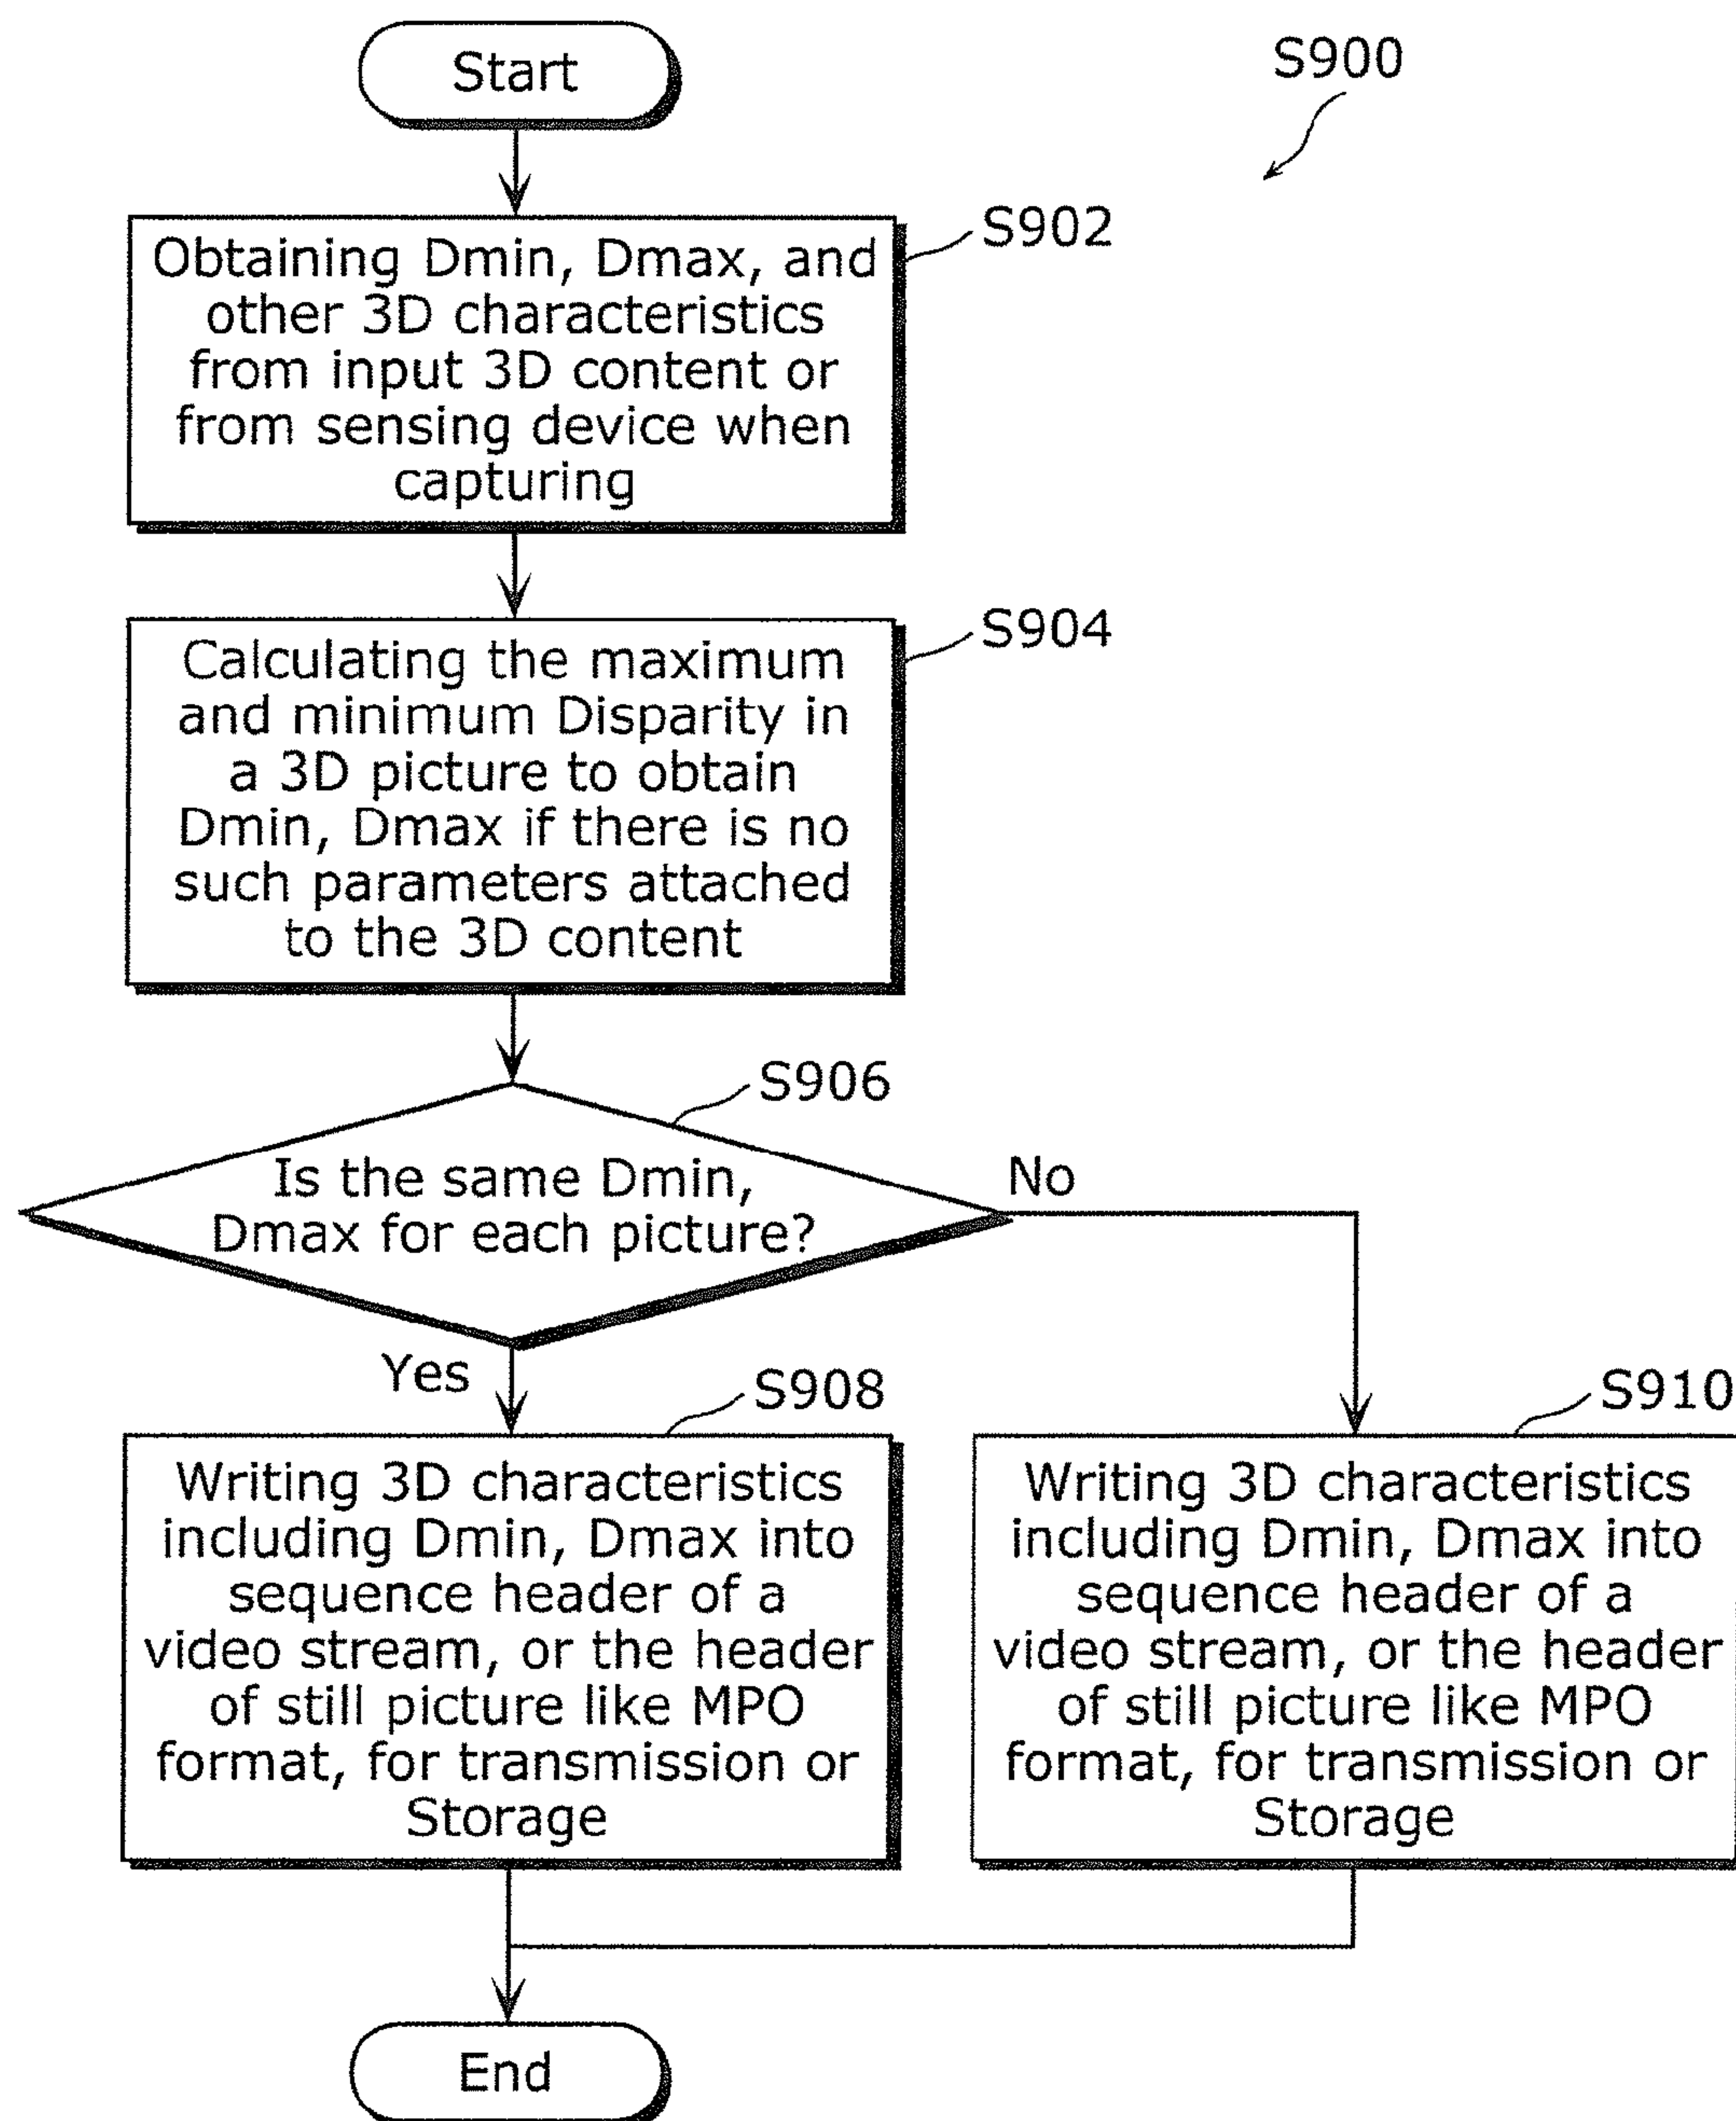 Start
S900
S902
Obtaining Dmin, Dmax, and
other 3D characteristics
from input 3D content or
from sensing device when
capturing
S904
Calculating the maximum
and minimum Disparity in
a 3D picture to obtain
Dmin, Dmax if there is no
such parameters attached
to the 3D content
S906
Is the same Dmin,
Dmax for each picture?
No
Yes
S908
Writing 3D characteristics
including Dmin, Dmax into
sequence header of a
video stream, or the header
of still picture like MPO
format, for transmission or
Storage
S910
Writing 3D characteristics
including Dmin, Dmax into
sequence header of a
video stream, or the header
of still picture like MPO
format, for transmission or
Storage
End